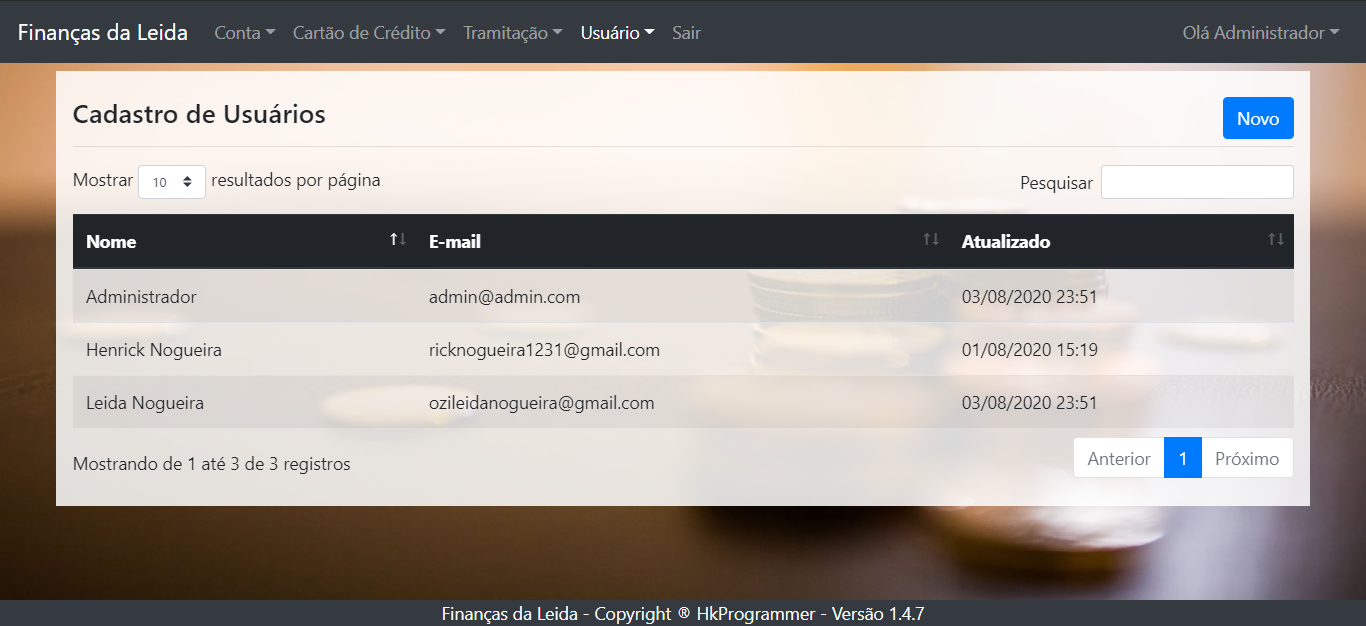 Finanças da Leida Conta Cartão de Crédito Tramitação Usuário Sair Olá Administrador
Cadastro de Usuários Novo
Mostrar 10 resultados por página Pesquisar
Nome E-mail Atualizado
Administrador admin@admin.com 03/08/2020 23:51
Henrick Nogueira ricknogueira1231@gmail.com 01/08/2020 15:19
Leida Nogueira ozileidanogueira@gmail.com 03/08/2020 23:51
Mostrando de 1 até 3 de 3 registros Anterior 1 Próximo
Finanças da Leida - Copyright ® HkProgrammer - Versão 1.4.7